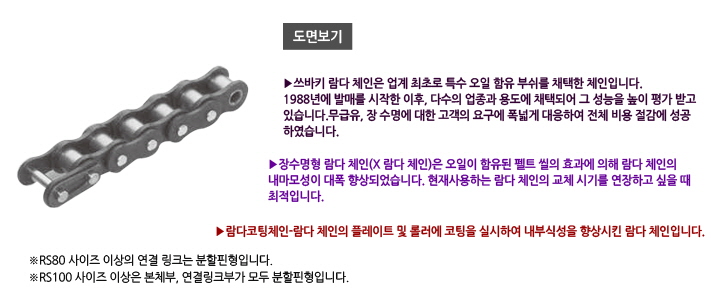 도면보기
▶쓰바키 람다 체인은 업계 최초로 특수 오일 함유 부쉬를 채택한 체인입니다.
1988년에 발매를 시작한 이후, 다수의 업종과 용도에 채택되어 그 성능을 높이 평가 받고
있습니다.무급유, 장 수명에 대한 고객의 요구에 폭넓게 대응하여 전체 비용 절감에 성공
하였습니다.
▶장수명형 람다 체인(X 람다 체인)은 오일이 함유된 펠트 씰의 효과에 의해 람다 체인의
내마모성이 대폭 향상되었습니다. 현재사용하는 람다 체인의 교체 시기를 연장하고 싶을 때
최적입니다.
▶람다코팅체인-람다 체인의 플레이트 및 롤러에 코팅을 실시하여 내부식성을 향상시킨 람다 체인입니다.
※RS80 사이즈 이상의 연결 링크는 분할핀형입니다.
※RS100 사이즈 이상은 본체부, 연결링크부가 모두 분할핀형입니다.